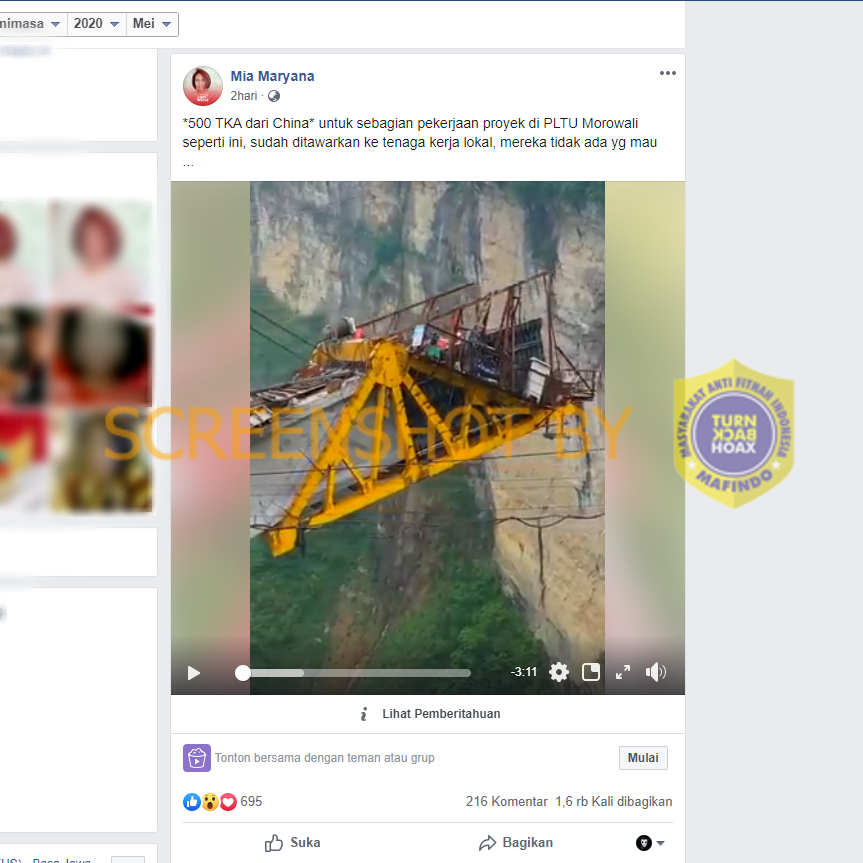 nimasa 2020 Mei
Mia Maryana
2hari ·
*500 TKA dari China* untuk sebagian pekerjaan proyek di PLTU Morowali
seperti ini, sudah ditawarkan ke tenaga kerja lokal, mereka tidak ada yg mau
...
SCREENSHOT BY
MASYARAKAT ANTI FITNAH INDONESIA
TURN
BACK
HOAX
MAFINDO
-3:11
Lihat Pemberitahuan
Tonton bersama dengan teman atau grup
Mulai
695
216 Komentar 1,6 rb Kali dibagikan
Suka
Bagikan